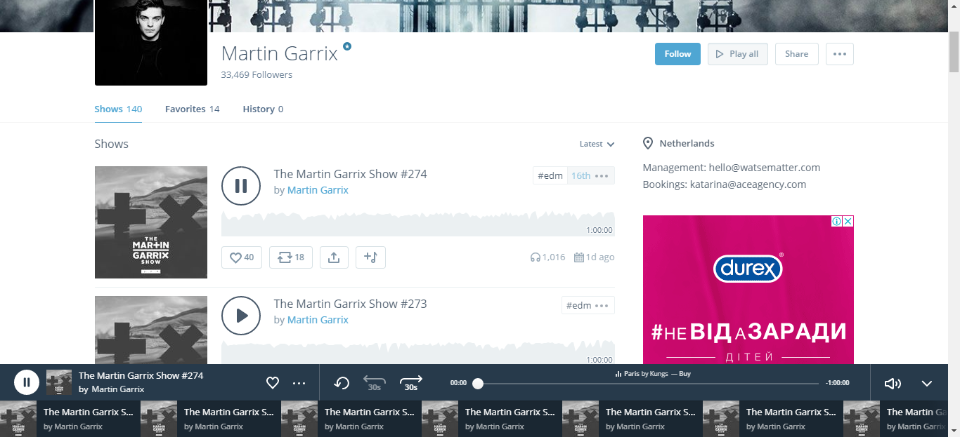 Martin Garrix
33,469 Followers
Follow
Play all
Share
Shows 140
Favorites 14
History 0
Shows
Latest
Netherlands
Management: hello@watsematter.com
Bookings: katarina@aceagency.com
THE
MARTIN
GARRIX
SHOW
The Martin Garrix Show #274
by Martin Garrix
#edm 16th
1:00:00
40
18
1,016
1d ago
The Martin Garrix Show #273
by Martin Garrix
#edm
1:00:00
durex®
#НЕ ВІД А ЗАРАДИ
ДІТЕЙ
The Martin Garrix Show #274
by Martin Garrix
30s
30s
00:00
Paris by Kungs — Buy
-1:00:00
The Martin Garrix S...
by Martin Garrix
The Martin Garrix S...
by Martin Garrix
The Martin Garrix S...
by Martin Garrix
The Martin Garrix S...
by Martin Garrix
The Martin Garrix S...
by Martin Garrix
The Martin Garrix S...
by Martin Garrix
The Martin G
by Martin Garrix